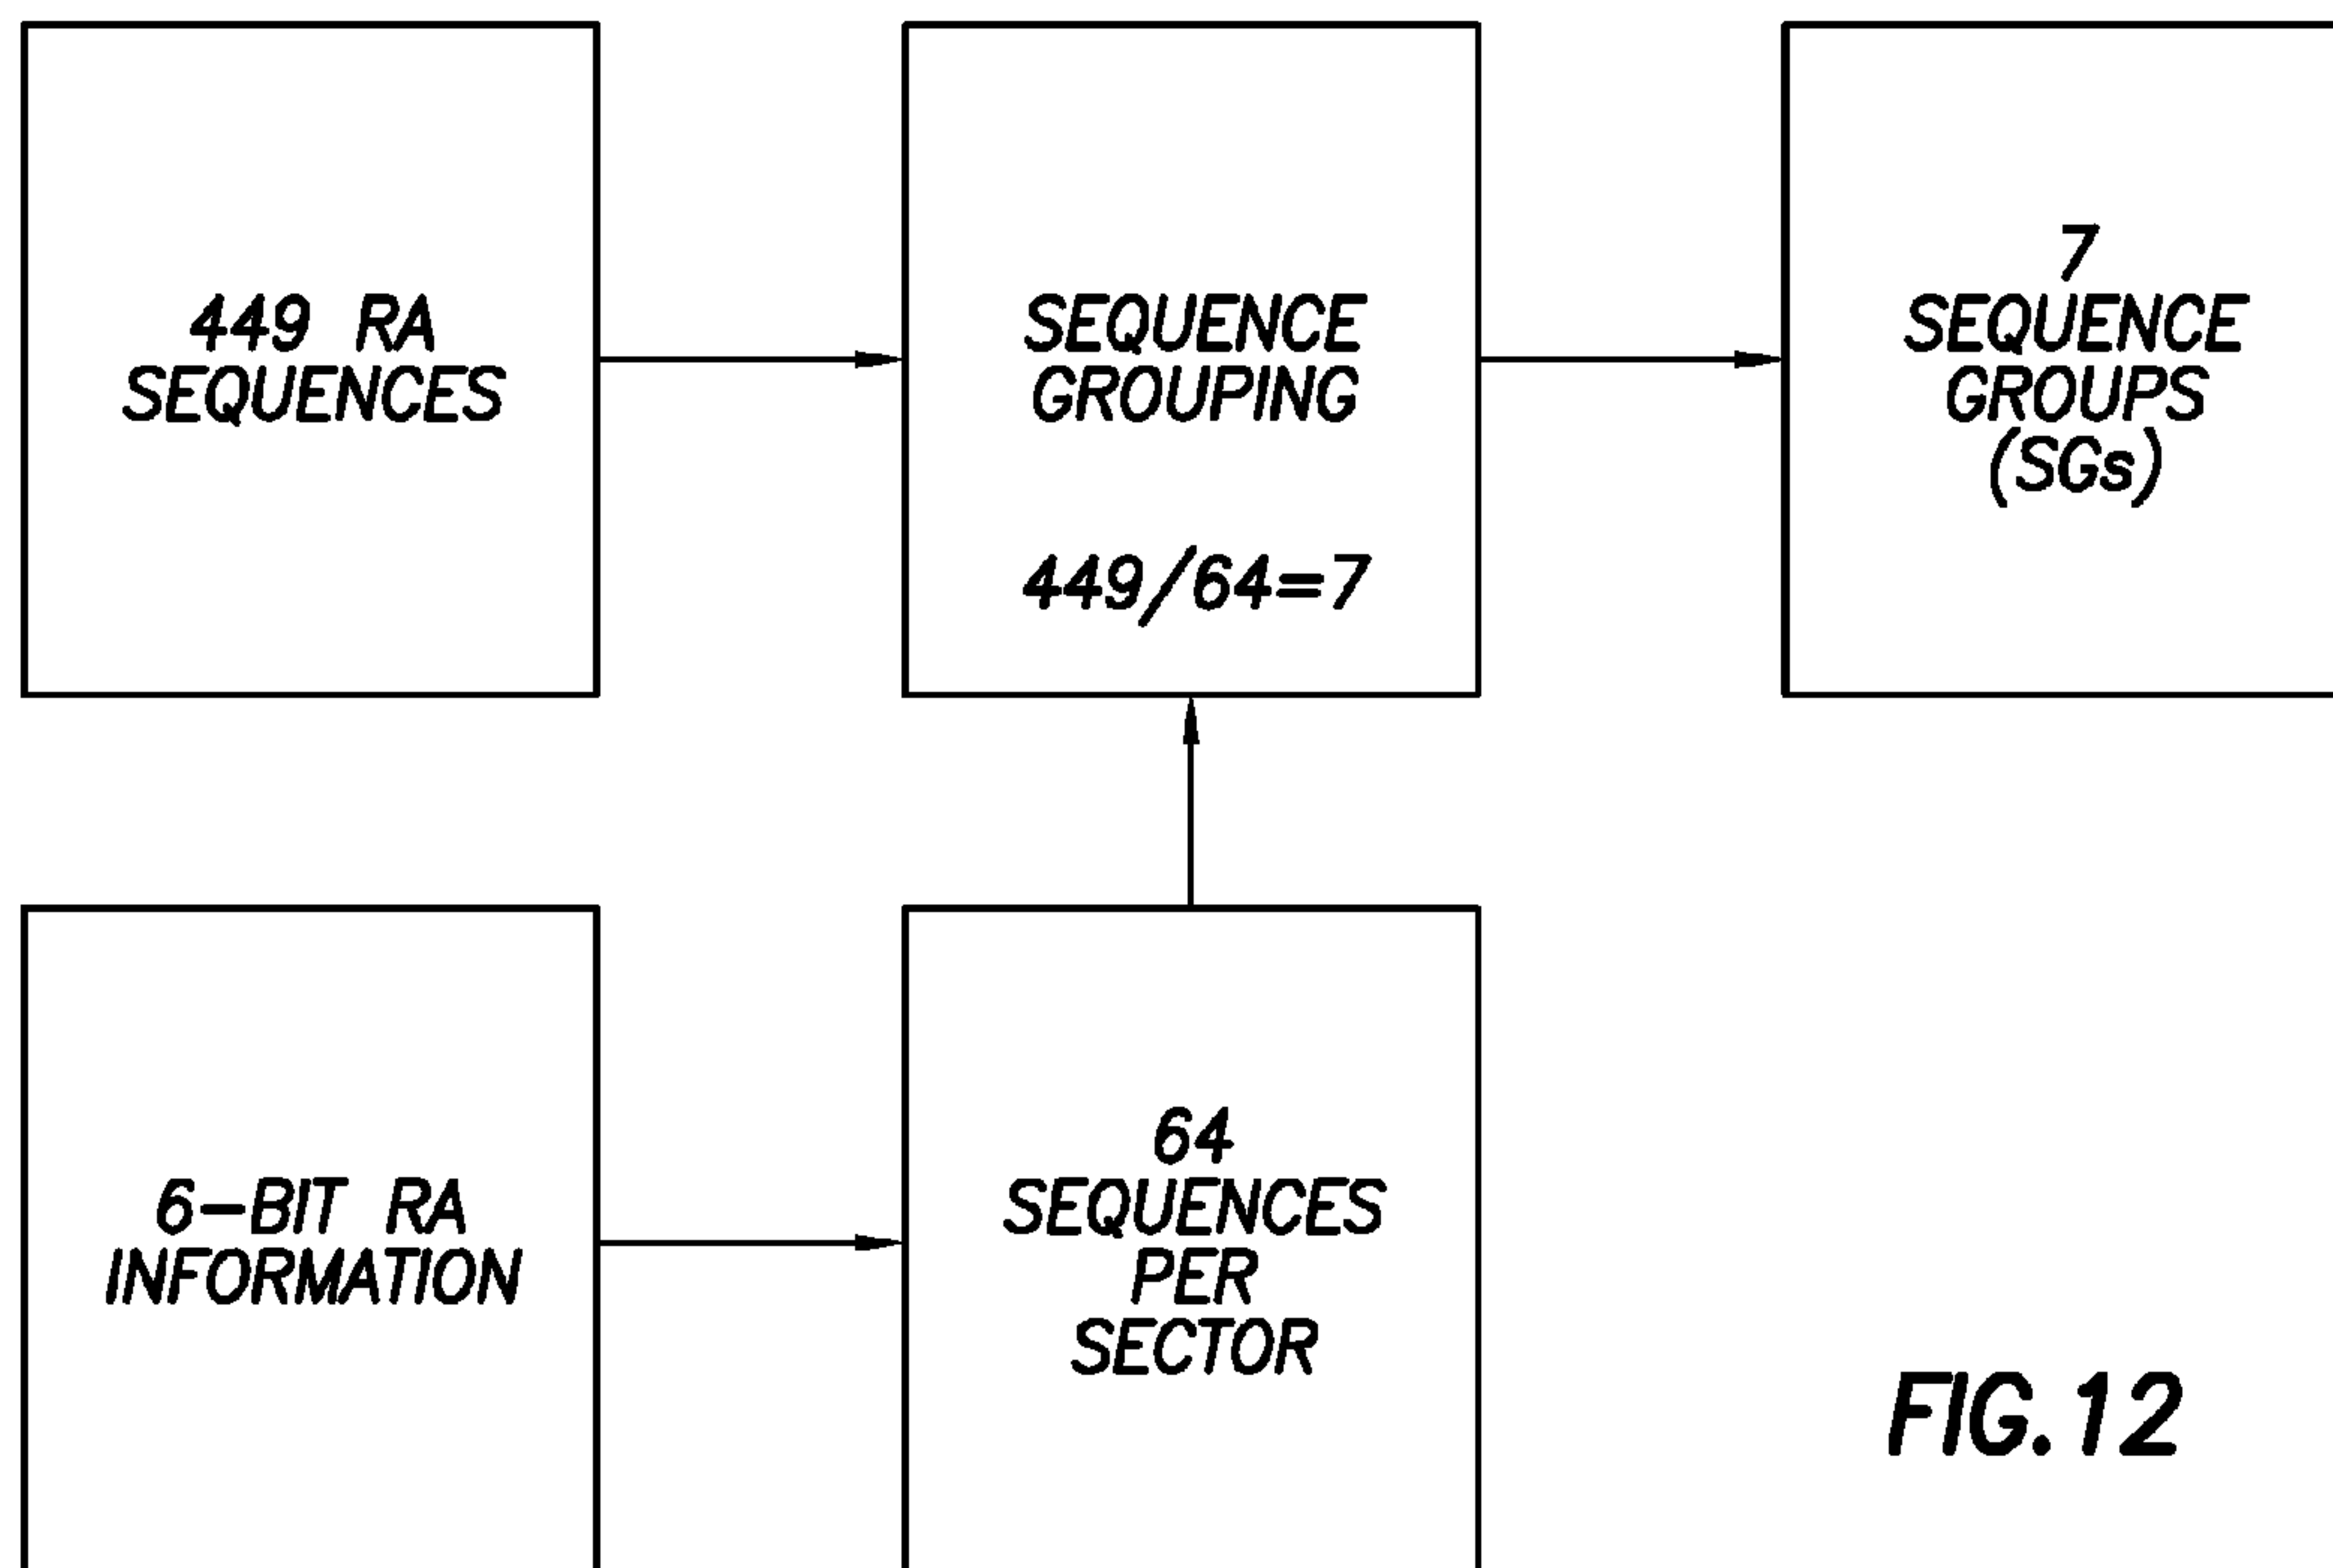 449 RA
SEQUENCES
SEQUENCE
GROUPING
449/64=7
7
SEQUENCE
GROUPS
(SGs)
6-BIT RA
INFORMATION
64
SEQUENCES
PER
SECTOR
FIG.12